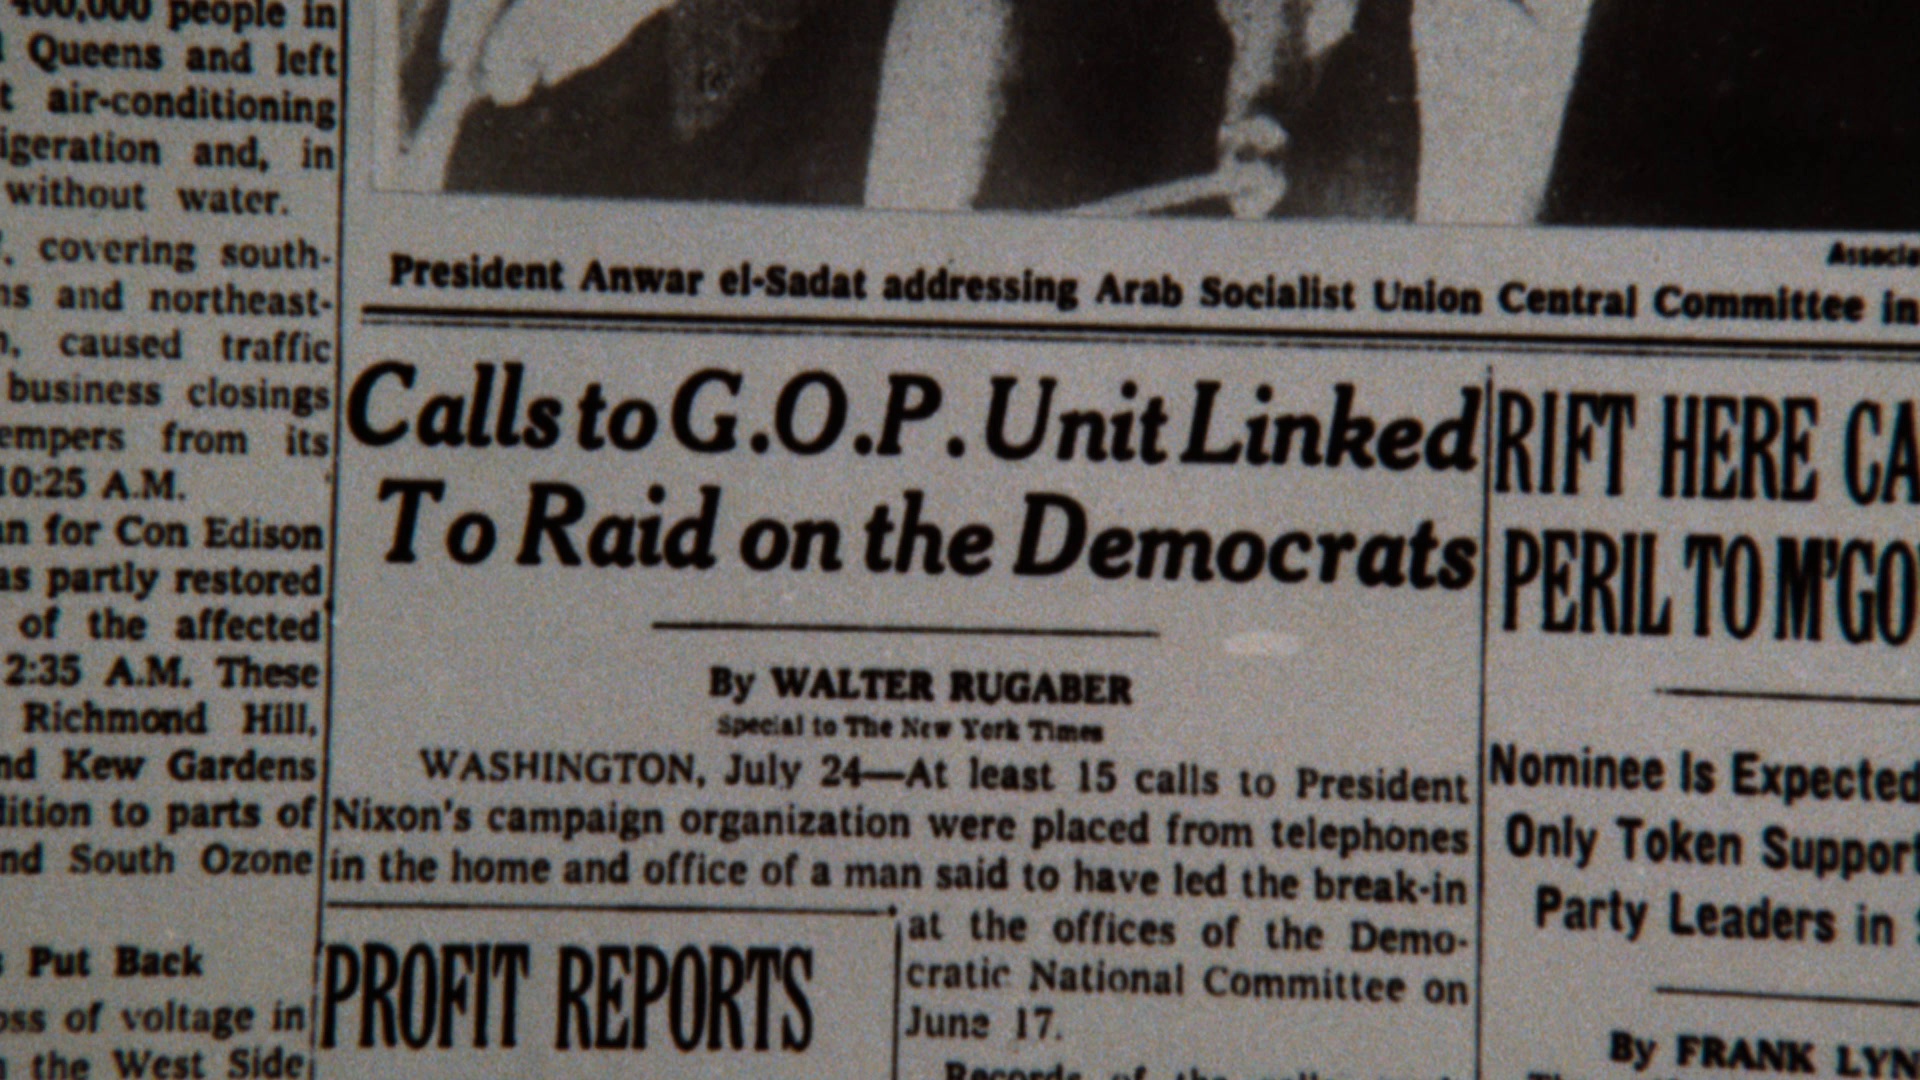 400,000 people in
Queens and left
air-conditioning
and, in
without water.
covering south-
and northeast-
caused traffic
business closings
from its
10:25 A.M.
for Con Edison
partly restored
of the affected
2:35 A.M. These
Richmond Hill,
Kew Gardens
to parts of
South Ozone
Put Back
of voltage in
the West Side
Associa
President Anwar el-Sadat addressing Arab Socialist Union Central Committee in
Calls to G.O.P. Unit Linked
To Raid on the Democrats
By WALTER RUGABER
Special to The New York Times
WASHINGTON, July 24—At least 15 calls to President
Nixon's campaign organization were placed from telephones
in the home and office of a man said to have led the break-in
at the offices of the Demo-
cratic National Committee on
June 17.
PROFIT REPORTS
RIFT HERE CA
PERIL TO M'GO
Nominee Is Expected
Only Token Support
Party Leaders in
By FRANK LYN